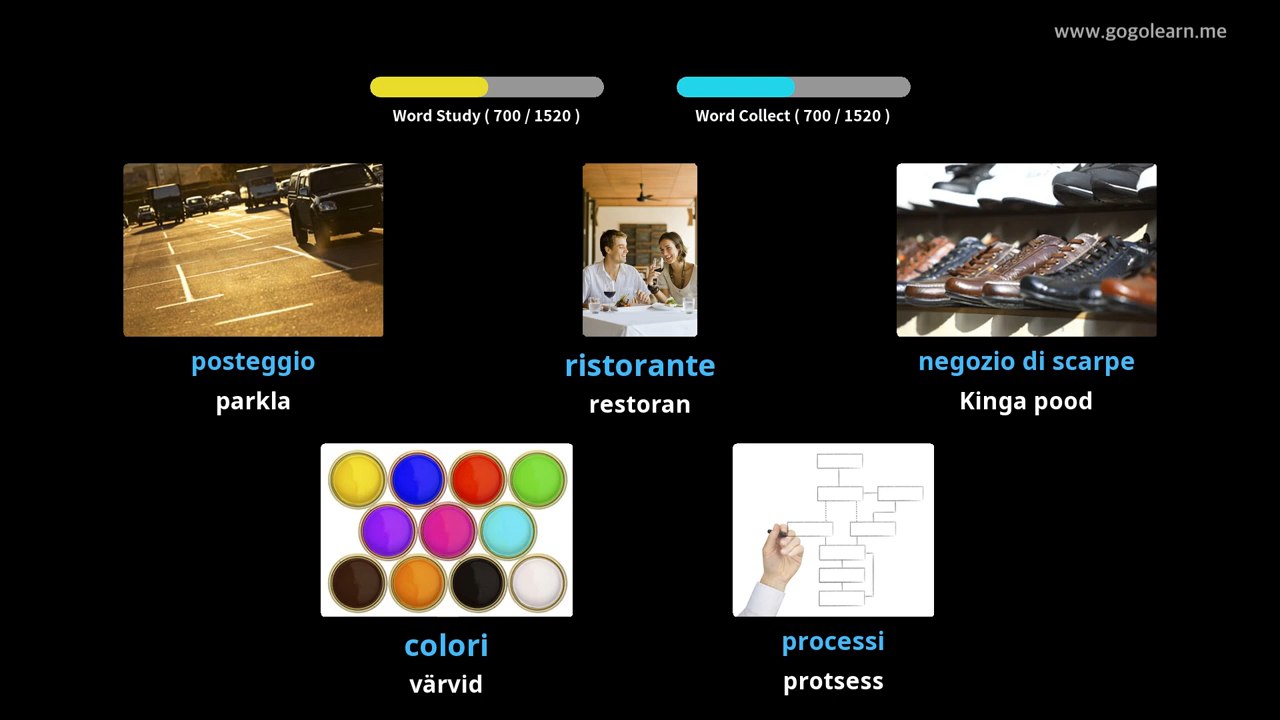 www.gogolearn.me
Word Study ( 700 / 1520 )
Word Collect ( 700 / 1520 )
posteggio
parkla
ristorante
restoran
negozio di scarpe
Kinga pood
colori
värvid
processi
protsess